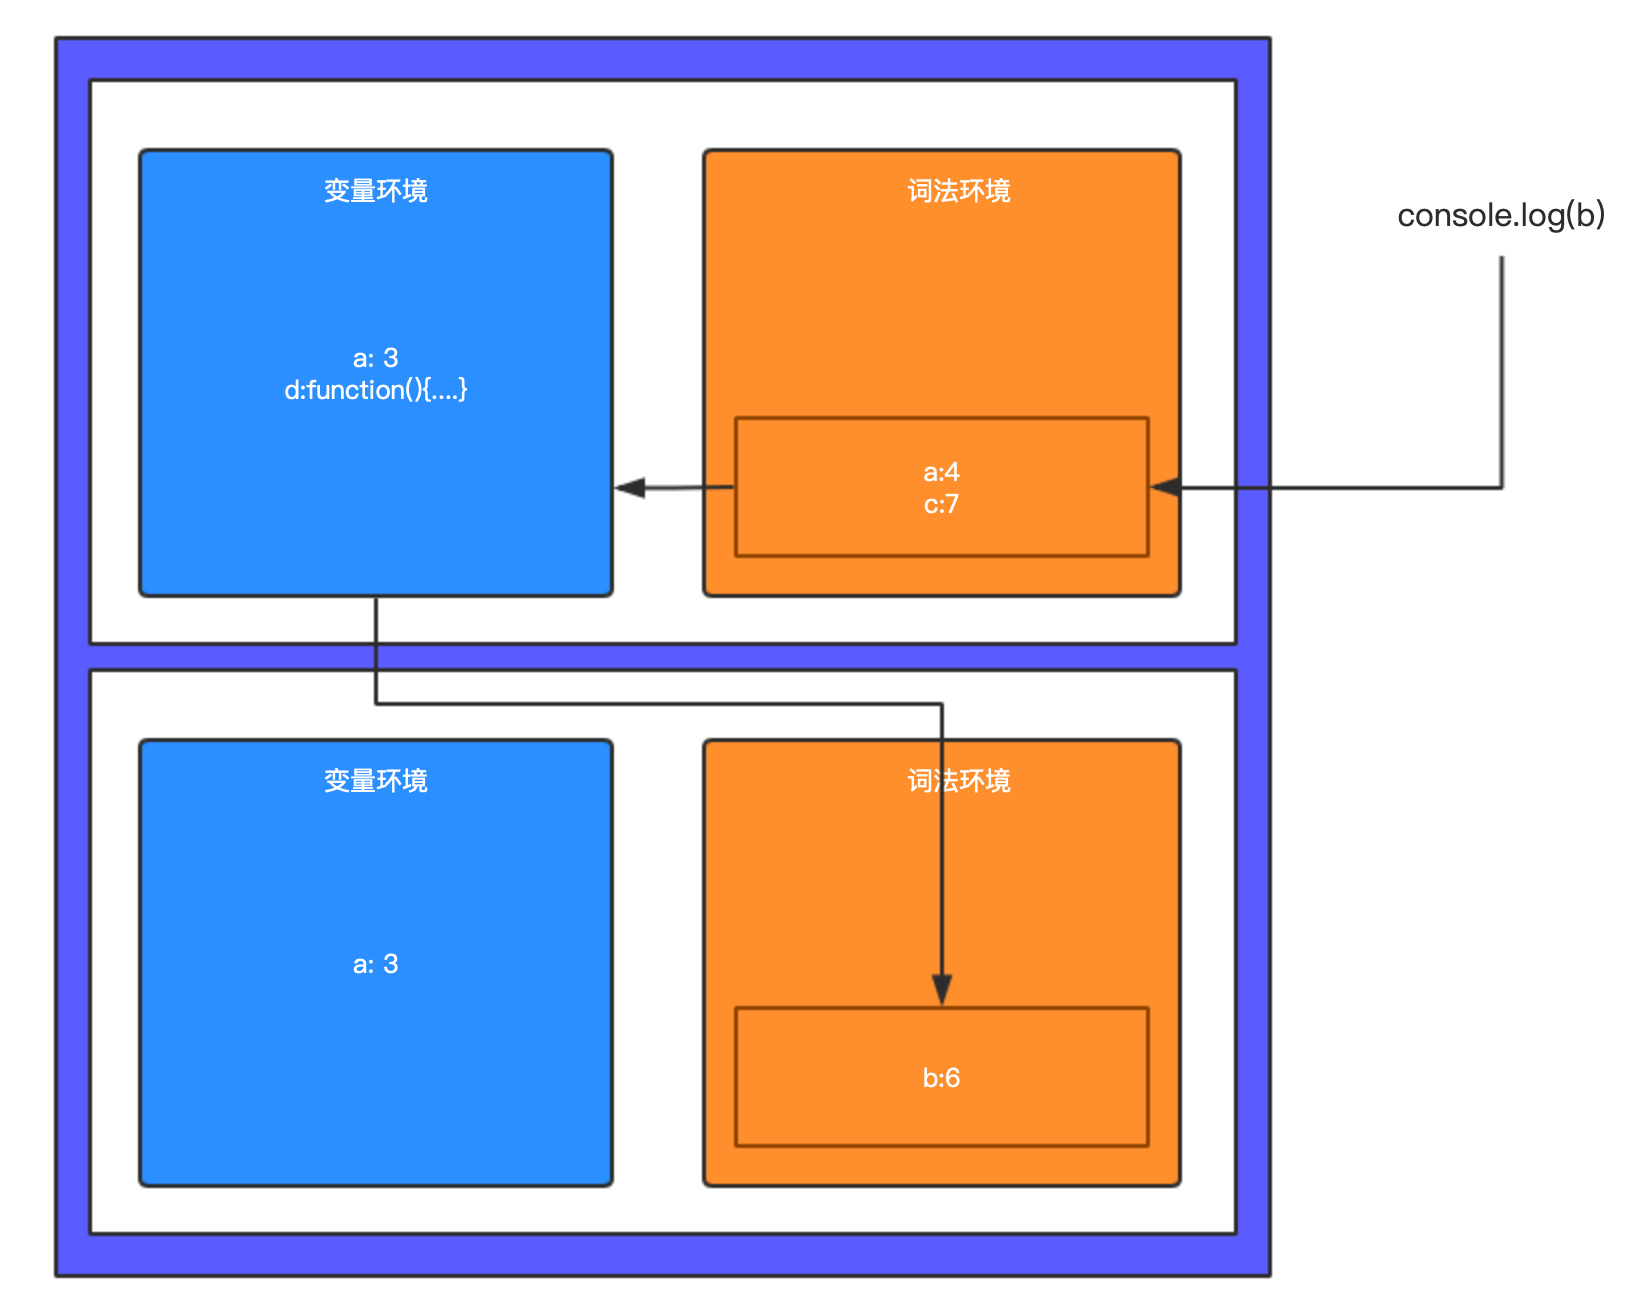 变量环境
词法环境
console.log(b)
a: 3
d:function(){....}
a:4
c:7
变量环境
词法环境
a: 3
b:6